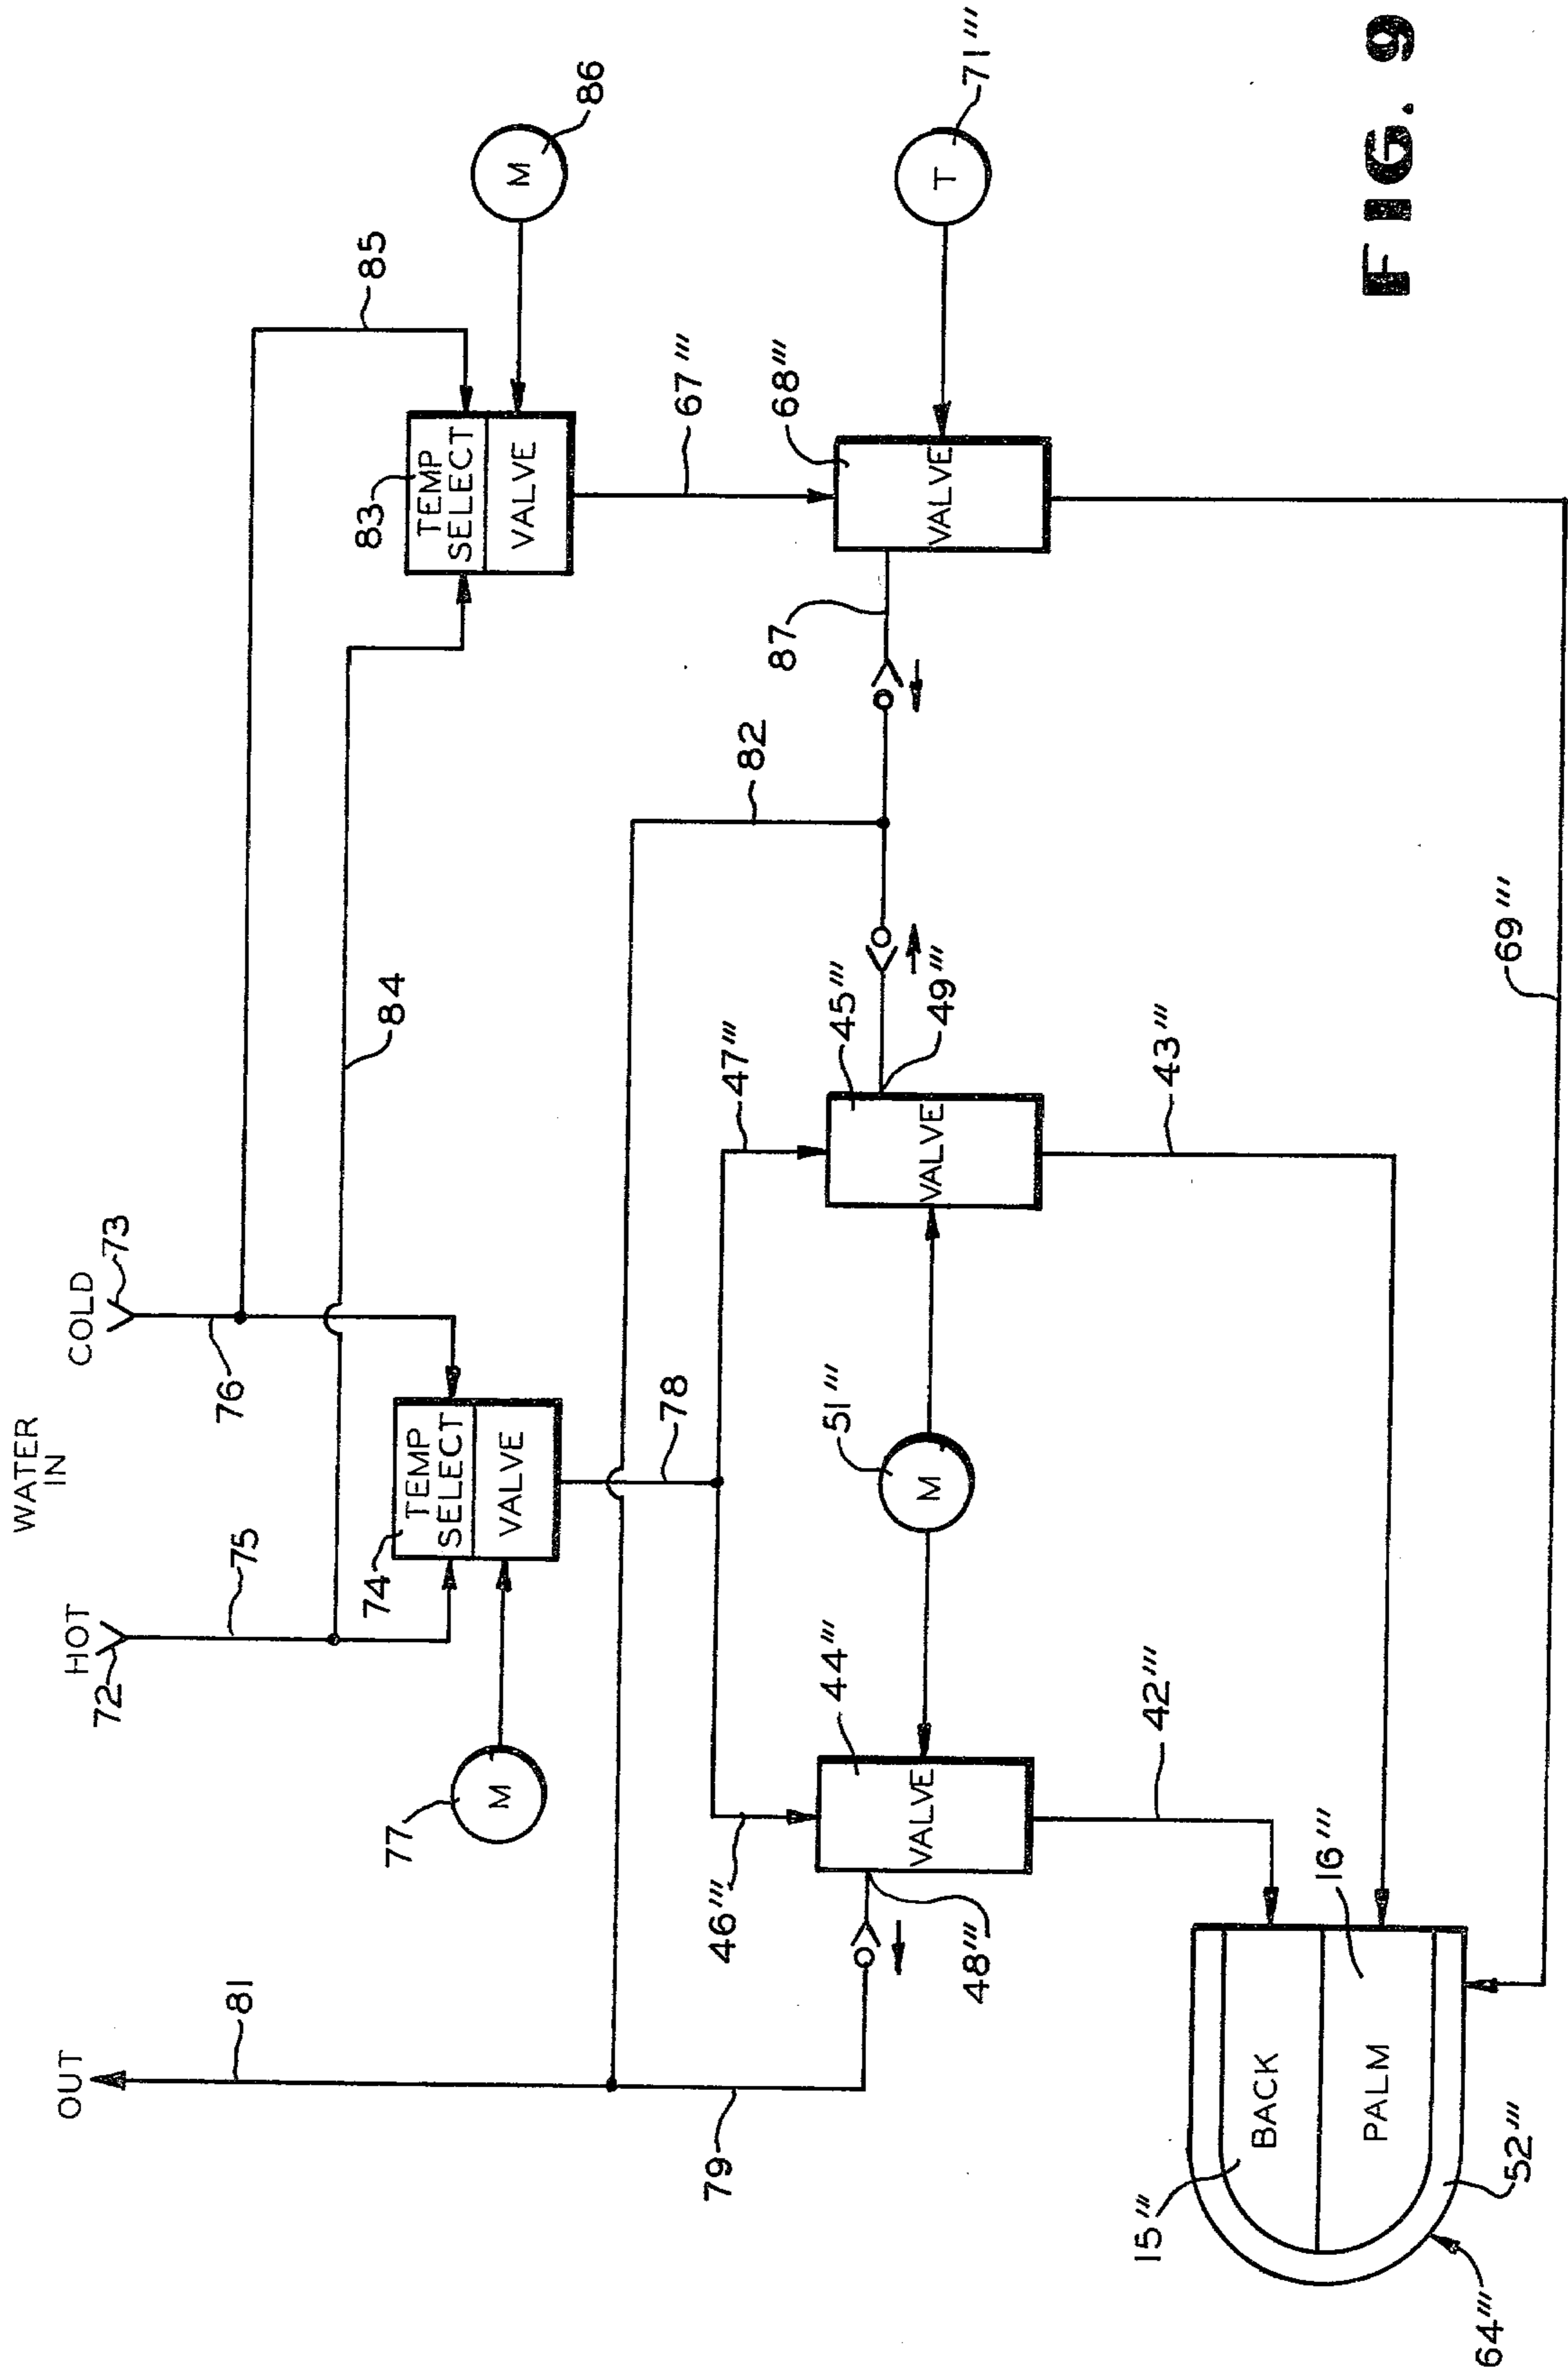 WATER
IN
OUT
HOT
COLD
72
73
81
75
76
84
85
77
M
74
TEMP
SELECT
VALVE
83
TEMP
SELECT
VALVE
M
86
79
78
82
67'''
46'''
47'''
87
68'''
44'''
51'''
45'''
VALVE
M
VALVE
VALVE
T
71'''
48'''
49'''
42'''
43'''
15'''
BACK
16'''
PALM
52'''
64'''
69'''
FIG. 9